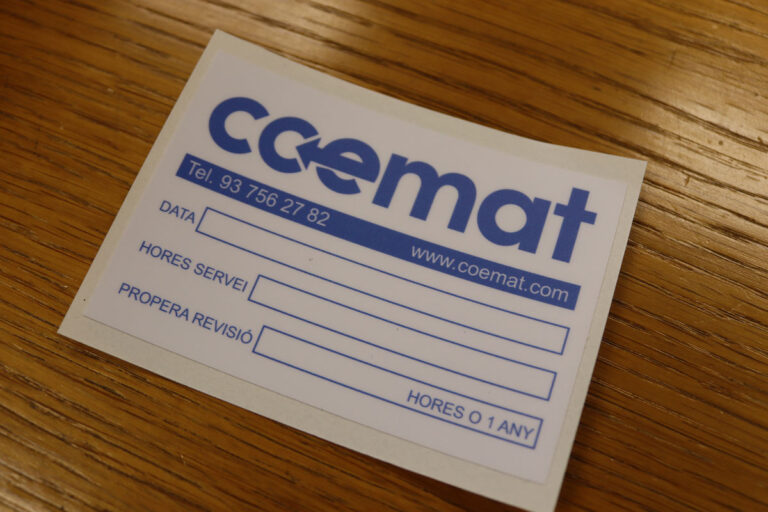 coemat
Tel. 93 756 27 82
www.coemat.com
DATA
HORES SERVEI
PROPERA REVISIÓ
HORES O 1 ANY